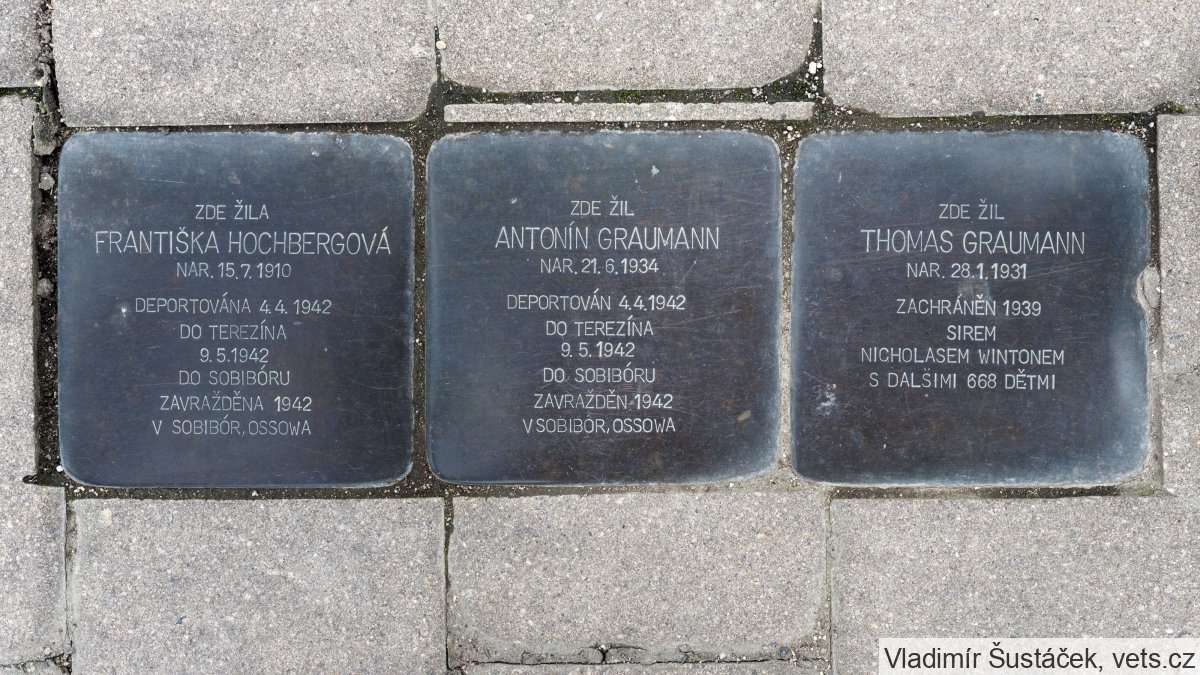 ZDE ŽILA
FRANTIŠKA HOCHBERGOVÁ
NAR. 15.7.1910
DEPORTOVÁNA 4.4. 1942
DO TEREZÍNA
9.5.1942
DO SOBIBÓRU
ZAVRAŽDĚNA 1942
V SOBIBÓR, OSSOWA
ZDE ŽIL
ANTONÍN GRAUMANN
NAR. 21.6.1934
DEPORTOVÁN 4.4.1942
DO TEREZÍNA
9.5.1942
DO SOBIBÓRU
ZAVRAŽDĚN 1942
V SOBIBÓR, OSSOWA
ZDE ŽIL
THOMAS GRAUMANN
NAR. 28.1.1931
ZACHRÁNĚN 1939
SIREM
NICHOLASEM WINTONEM
S DALŠIMI 668 DĚTMI
Vladimír Šustáček, vets.cz